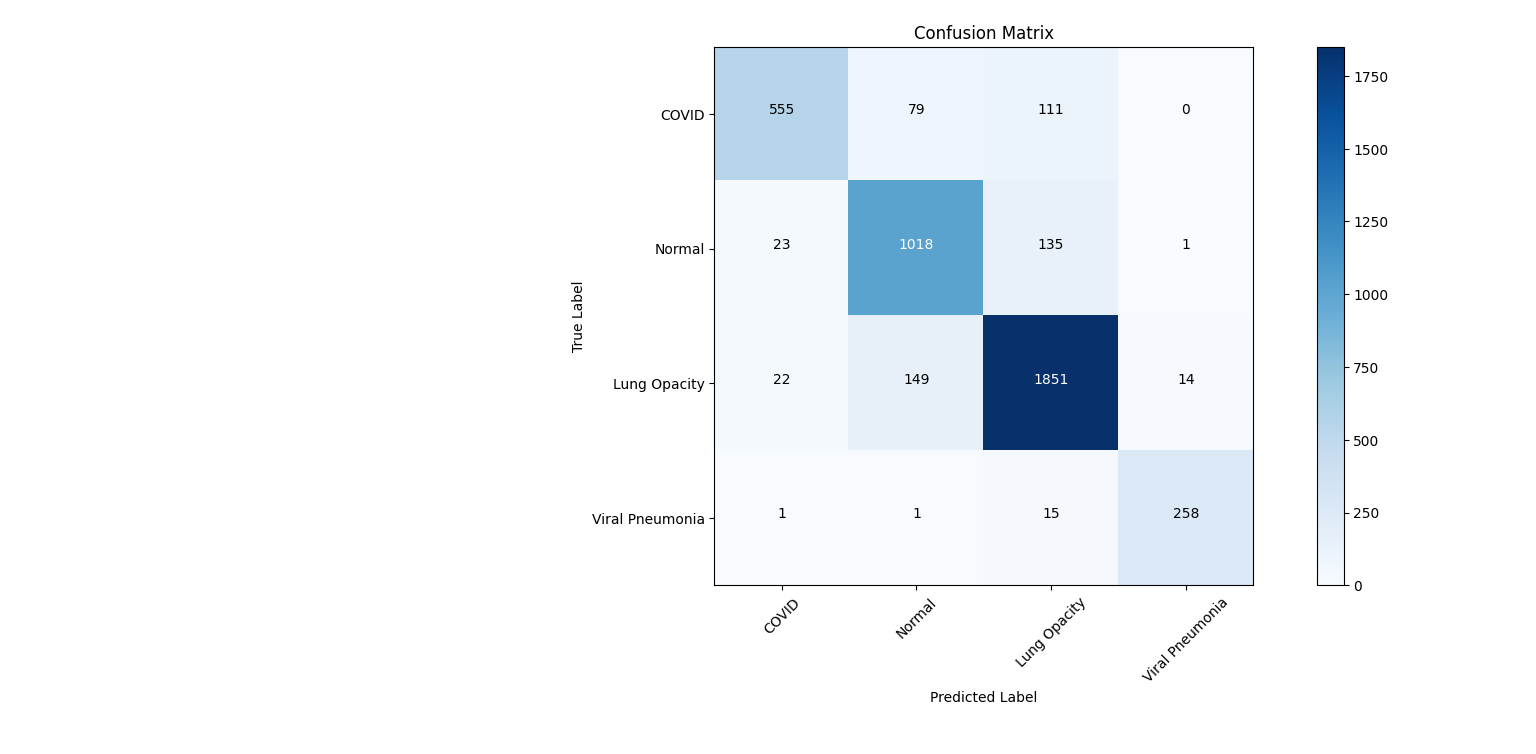 Confusion Matrix
True Label
COVID 555 79 111 0
Normal 23 1018 135 1
Lung Opacity 22 149 1851 14
Viral Pneumonia 1 1 15 258
COVID Normal Lung Opacity Viral Pneumonia
Predicted Label
1750
1500
1250
1000
750
500
250
0